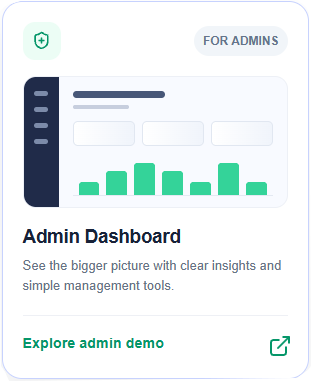 FOR ADMINS
Admin Dashboard
See the bigger picture with clear insights and
simple management tools.
Explore admin demo